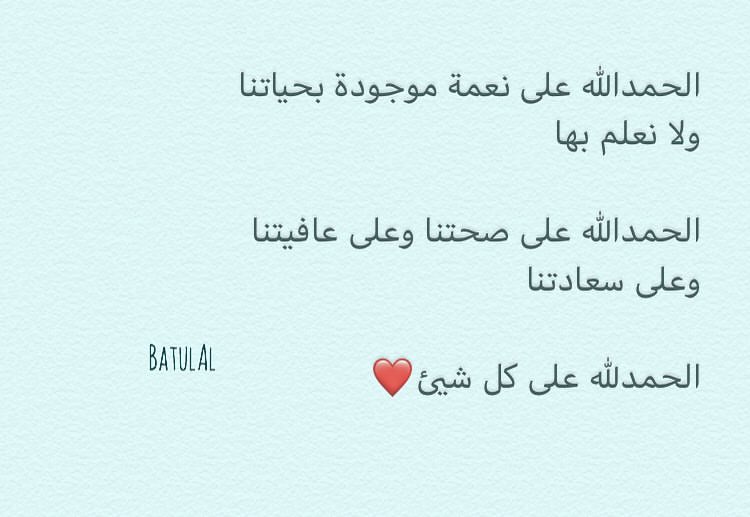 الحمدالله على نعمة موجودة بحياتنا
ولا نعلم بها
الحمدالله على صحتنا وعلى عافيتنا
وعلى سعادتنا
BATULAL
الحمدلله على كل شيئ❤️